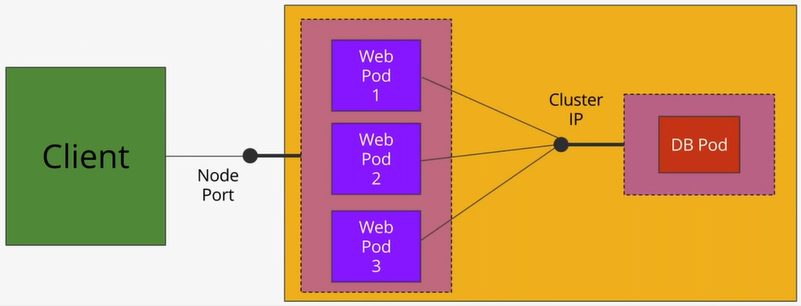 Client
Node
Port
Web
Pod
1
Web
Pod
2
Web
Pod
3
Cluster
IP
DB Pod